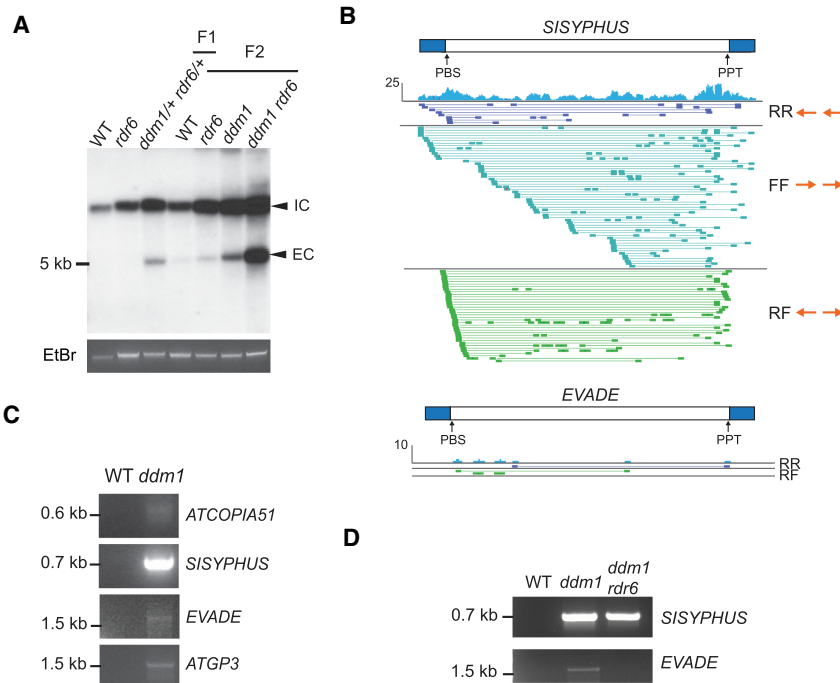 A
F1
F2
WT
rdr6
ddm1/+ rdr6/+
WT
rdr6
ddm1
ddm1 rdr6
IC
EC
5 kb
EtBr
B
SISYPHUS
PBS
PPT
25
RR
FF
RF
EVADE
PBS
PPT
10
RR
RF
C
WT ddm1
0.6 kb
ATCOPIA51
0.7 kb
SISYPHUS
1.5 kb
EVADE
1.5 kb
ATGP3
D
WT
ddm1
ddm1
rdr6
0.7 kb
SISYPHUS
1.5 kb
EVADE